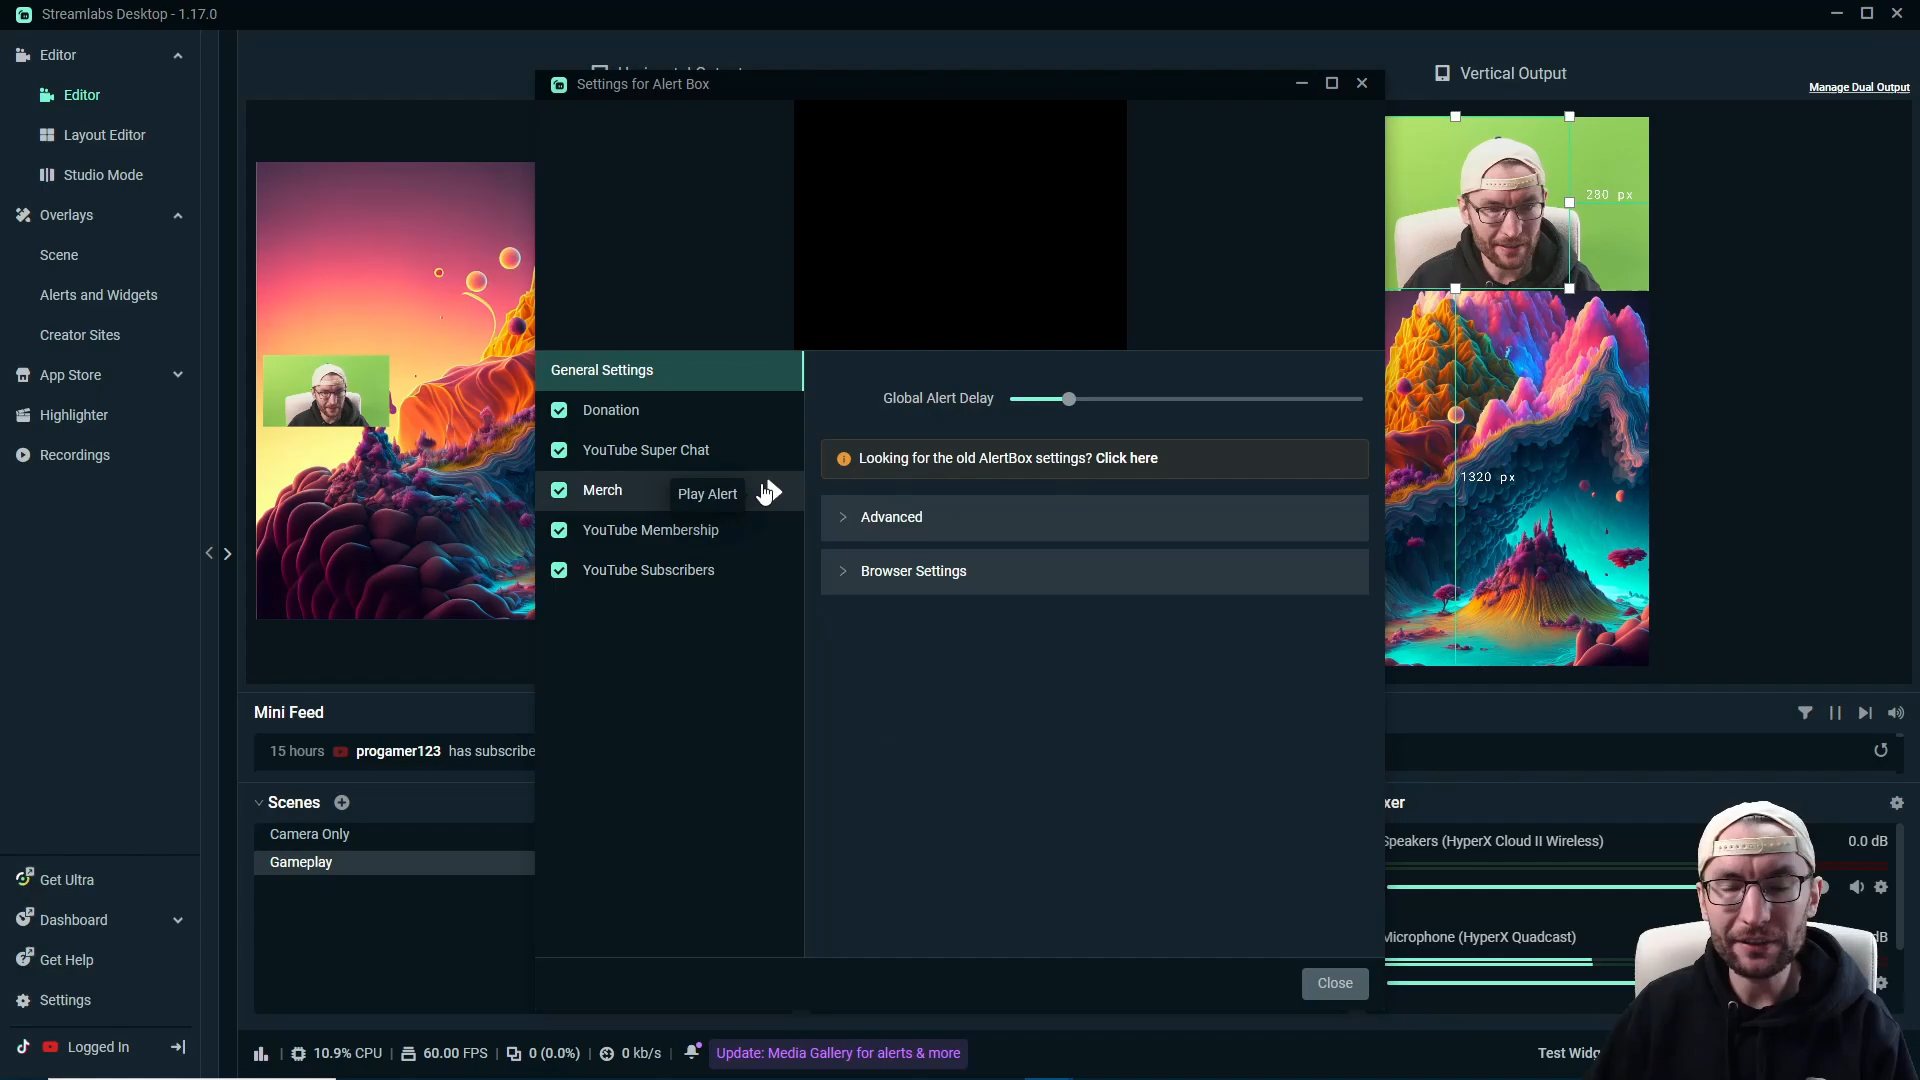 Streamlabs Desktop - 1.17.0
Editor
Editor
Layout Editor
Studio Mode
Overlays
Scene
Alerts and Widgets
Creator Sites
App Store
Highlighter
Recordings
Get Ultra
Dashboard
Get Help
Settings
Logged In
Vertical Output
Manage Dual Output
Settings for Alert Box
General Settings
Donation
YouTube Super Chat
Merch
Play Alert
YouTube Membership
YouTube Subscribers
Global Alert Delay
Looking for the old AlertBox settings? Click here
Advanced
Browser Settings
Close
280 px
1320 px
Mini Feed
15 hours progamer123 has subscribe
Scenes
Camera Only
Gameplay
xer
Speakers (HyperX Cloud II Wireless) 0.0 dB
Microphone (HyperX Quadcast) dB
10.9% CPU 60.00 FPS 0 (0.0%) 0 kb/s Update: Media Gallery for alerts & more
Test Widg